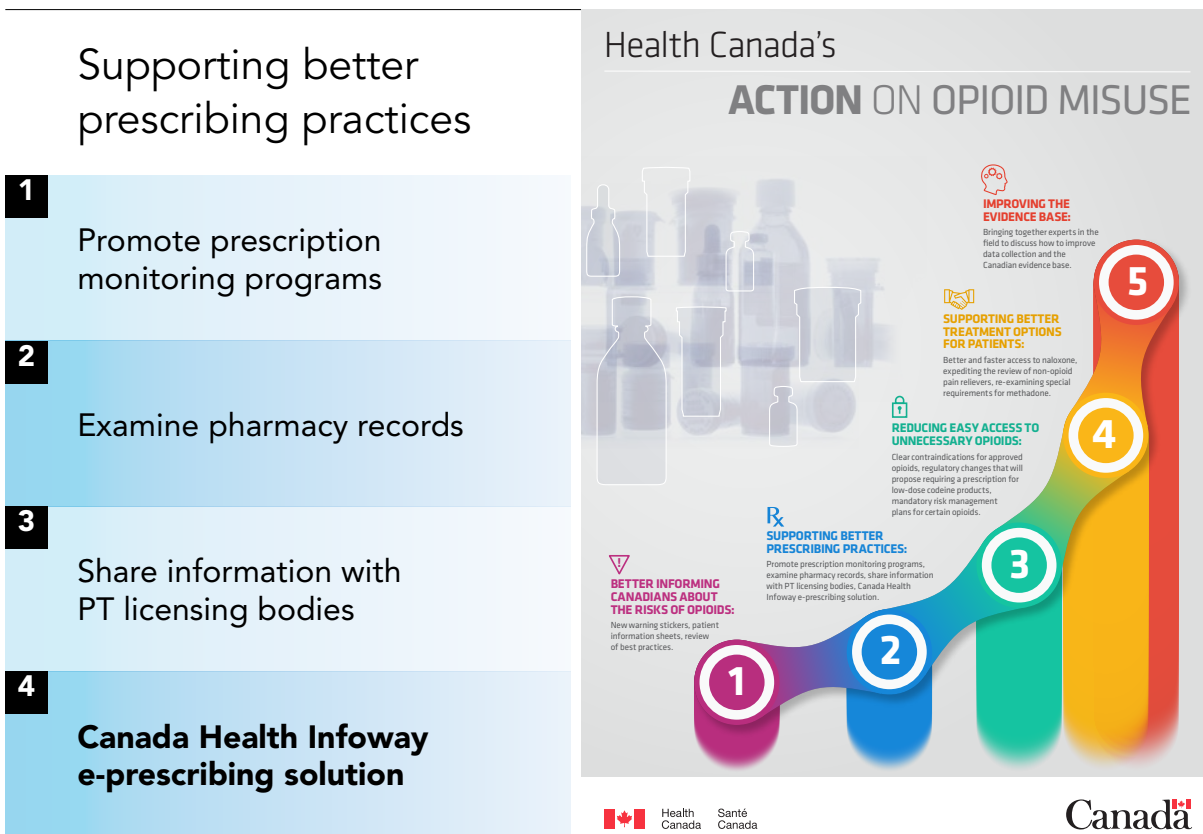 Supporting better
prescribing practices
1
Promote prescription
monitoring programs
2
Examine pharmacy records
3
Share information with
PT licensing bodies
4
Canada Health Infoway
e-prescribing solution
Health Canada's
ACTION ON OPIOID MISUSE
IMPROVING THE
EVIDENCE BASE:
Bringing together experts in the
field to discuss how to improve
data collection and the
Canadian evidence base.
5
SUPPORTING BETTER
TREATMENT OPTIONS
FOR PATIENTS:
Better and faster access to naloxone,
expediting the review of non-opioid
pain relievers, re-examining special
requirements for methadone.
4
REDUCING EASY ACCESS TO
UNNECESSARY OPIOIDS:
Clear contraindications for approved
opioids, regulatory changes that will
propose requiring a prescription for
low-dose codeine products,
mandatory risk management
plans for certain opioids.
3
Rx
SUPPORTING BETTER
PRESCRIBING PRACTICES:
Promote prescription monitoring programs,
examine pharmacy records, share information
with PT licensing bodies, Canada Health
Infoway e-prescribing solution.
2
!
BETTER INFORMING
CANADIANS ABOUT
THE RISKS OF OPIOIDS:
New warning stickers, patient
information sheets, review
of best practices.
1
Health Canada
Santé Canada
Canada